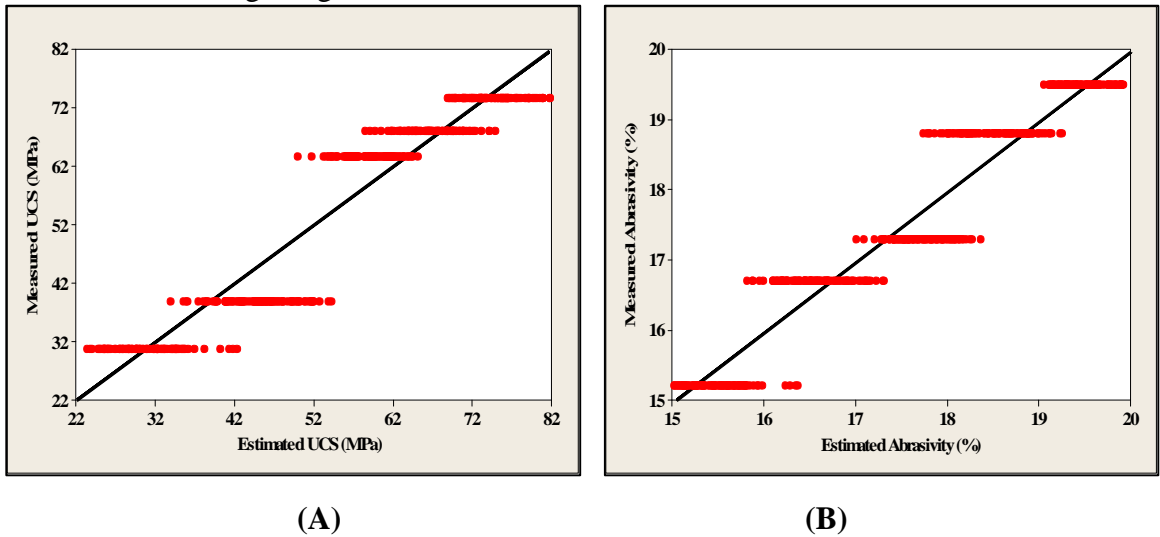 82
72
62
52
42
32
22
22 32 42 52 62 72 82
Measured UCS (MPa)
Estimated UCS (MPa)
20
19
18
17
16
15
15 16 17 18 19 20
Measured Abrasivity (%)
Estimated Abrasivity (%)
(A) (B)